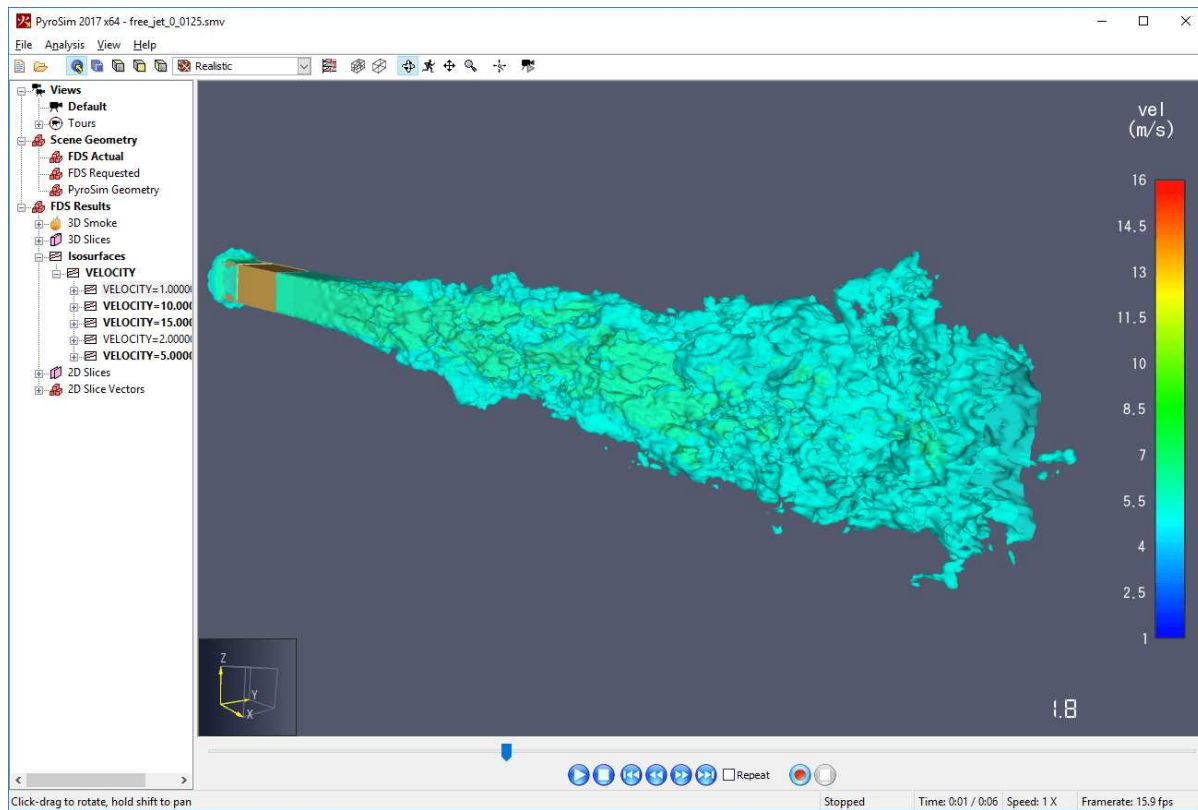 PyroSim 2017 x64 - free_jet_0_0125.smv
File Analysis View Help
Realistic
Views
Default
Tours
Scene Geometry
FDS Actual
FDS Requested
PyroSim Geometry
FDS Results
3D Smoke
3D Slices
Isosurfaces
VELOCITY
VELOCITY=1.0000
VELOCITY=10.000
VELOCITY=15.000
VELOCITY=2.0000
VELOCITY=5.0000
2D Slices
2D Slice Vectors
vel
(m/s)
16
14.5
13
11.5
10
8.5
7
5.5
4
2.5
1
Z
Y
X
1.8
Repeat
Click-drag to rotate, hold shift to pan
Stopped Time: 0:01 / 0:06 Speed: 1 X Framerate: 15.9 fps